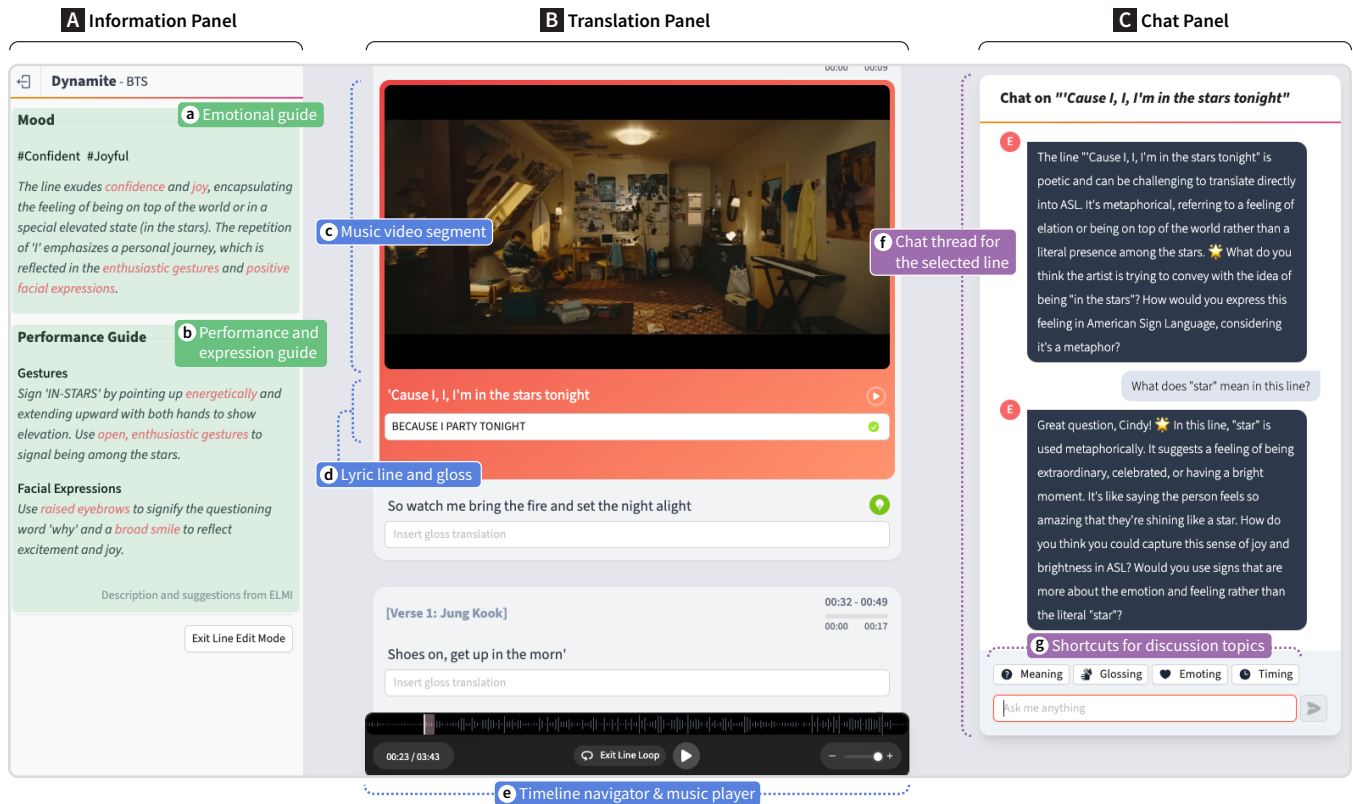 A Information Panel
B Translation Panel
C Chat Panel
Dynamite - BTS
a Emotional guide
Mood
#Confident #Joyful
The line exudes confidence and joy, encapsulating
the feeling of being on top of the world or in a
special elevated state (in the stars). The repetition
of 'I' emphasizes a personal journey, which is
reflected in the enthusiastic gestures and positive
facial expressions.
b Performance and
expression guide
Performance Guide
Gestures
Sign 'IN-STARS' by pointing up energetically and
extending upward with both hands to show
elevation. Use open, enthusiastic gestures to
signal being among the stars.
Facial Expressions
Use raised eyebrows to signify the questioning
word 'why' and a broad smile to reflect
excitement and joy.
Description and suggestions from ELMI
Exit Line Edit Mode
00:00 00:09
c Music video segment
'Cause I, I, I'm in the stars tonight
BECAUSE I PARTY TONIGHT
d Lyric line and gloss
So watch me bring the fire and set the night alight
Insert gloss translation
[Verse 1: Jung Kook]
00:32 - 00:49
00:00 00:17
Shoes on, get up in the morn'
Insert gloss translation
00:23 / 03:43
Exit Line Loop
− +
e Timeline navigator & music player
Chat on "'Cause I, I, I'm in the stars tonight"
f Chat thread for
the selected line
E
The line "'Cause I, I, I'm in the stars tonight" is
poetic and can be challenging to translate directly
into ASL. It's metaphorical, referring to a feeling of
elation or being on top of the world rather than a
literal presence among the stars. 🌟 What do you
think the artist is trying to convey with the idea of
being "in the stars"? How would you express this
feeling in American Sign Language, considering
it's a metaphor?
What does "star" mean in this line?
E
Great question, Cindy! 🌟 In this line, "star" is
used metaphorically. It suggests a feeling of being
extraordinary, celebrated, or having a bright
moment. It's like saying the person feels so
amazing that they're shining like a star. How do
you think you could capture this sense of joy and
brightness in ASL? Would you use signs that are
more about the emotion and feeling rather than
the literal "star"?
g Shortcuts for discussion topics
Meaning
Glossing
Emoting
Timing
Ask me anything